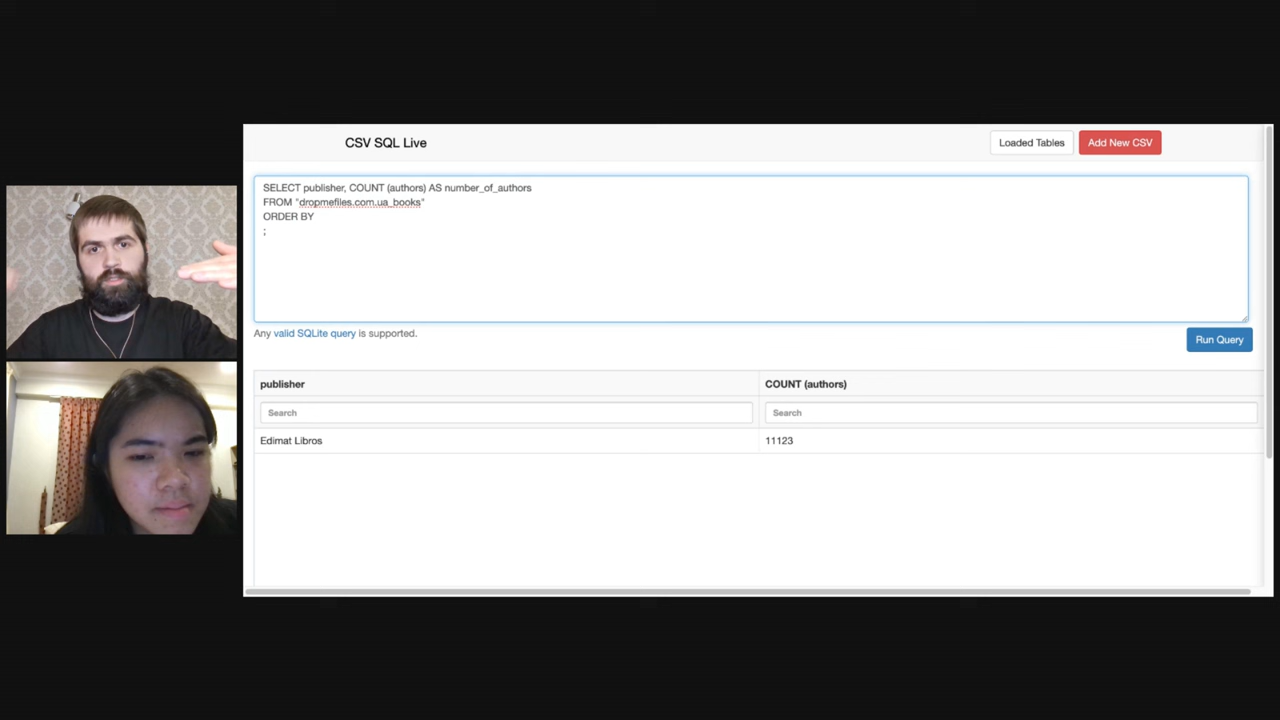 CSV SQL Live
Loaded Tables
Add New CSV
SELECT publisher, COUNT (authors) AS number_of_authors
FROM "dropmefiles.com.ua_books"
ORDER BY
;
Any valid SQLite query is supported.
Run Query
publisher
COUNT (authors)
Search
Search
Edimat Libros
11123